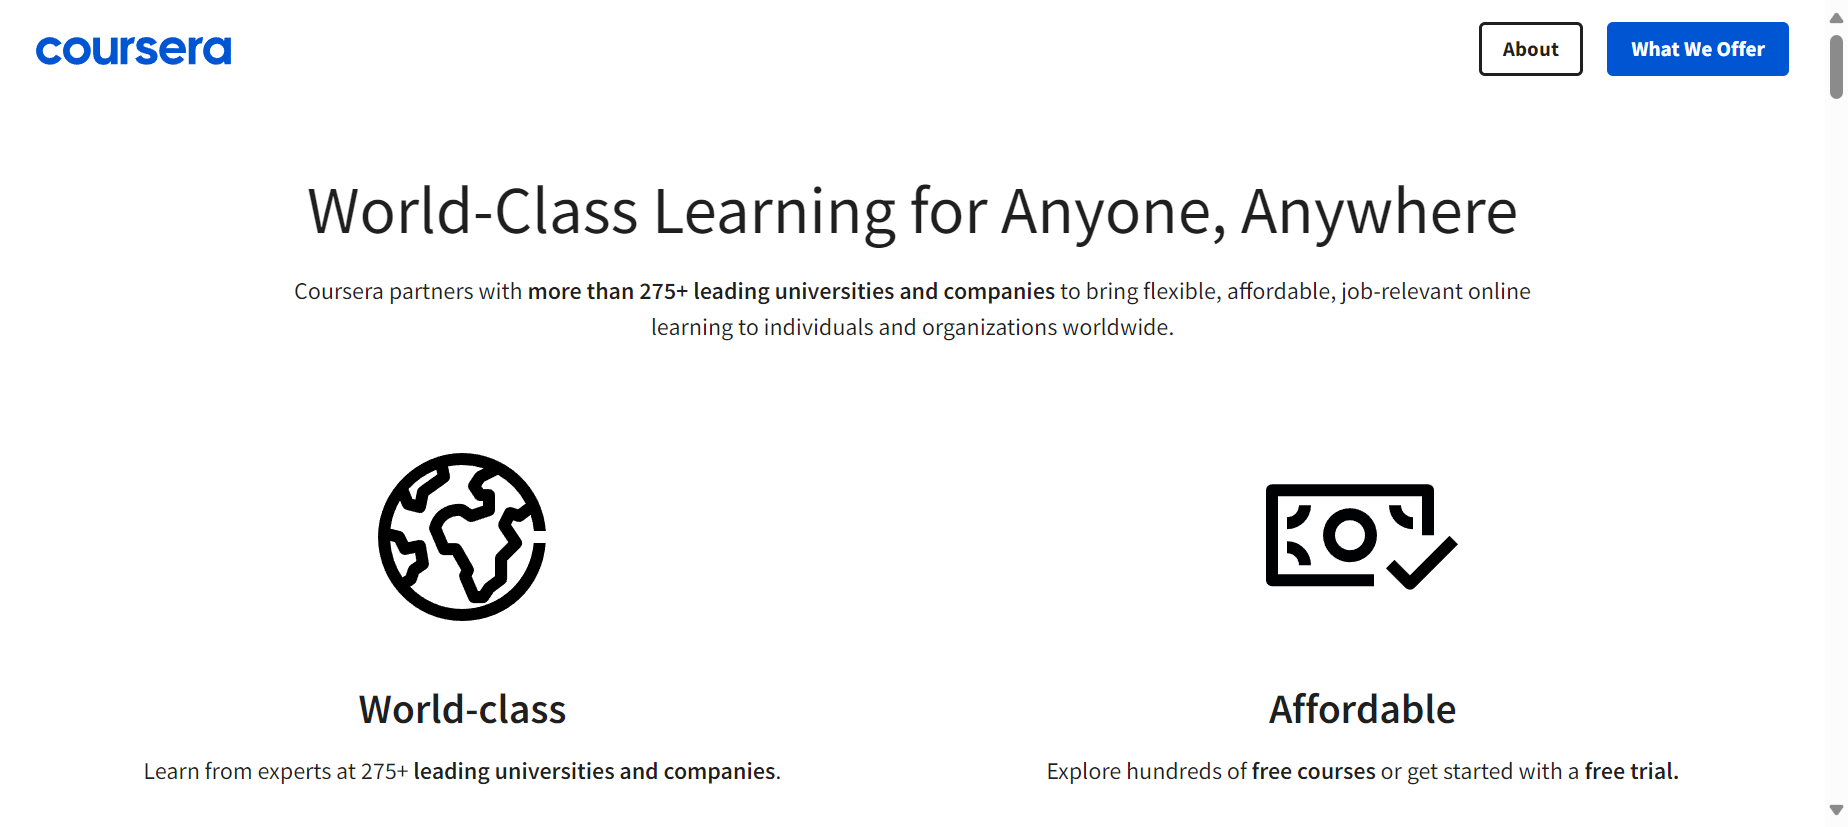 coursera
About
What We Offer
World-Class Learning for Anyone, Anywhere
Coursera partners with more than 275+ leading universities and companies to bring flexible, affordable, job-relevant online
learning to individuals and organizations worldwide.
World-class
Learn from experts at 275+ leading universities and companies.
Affordable
Explore hundreds of free courses or get started with a free trial.